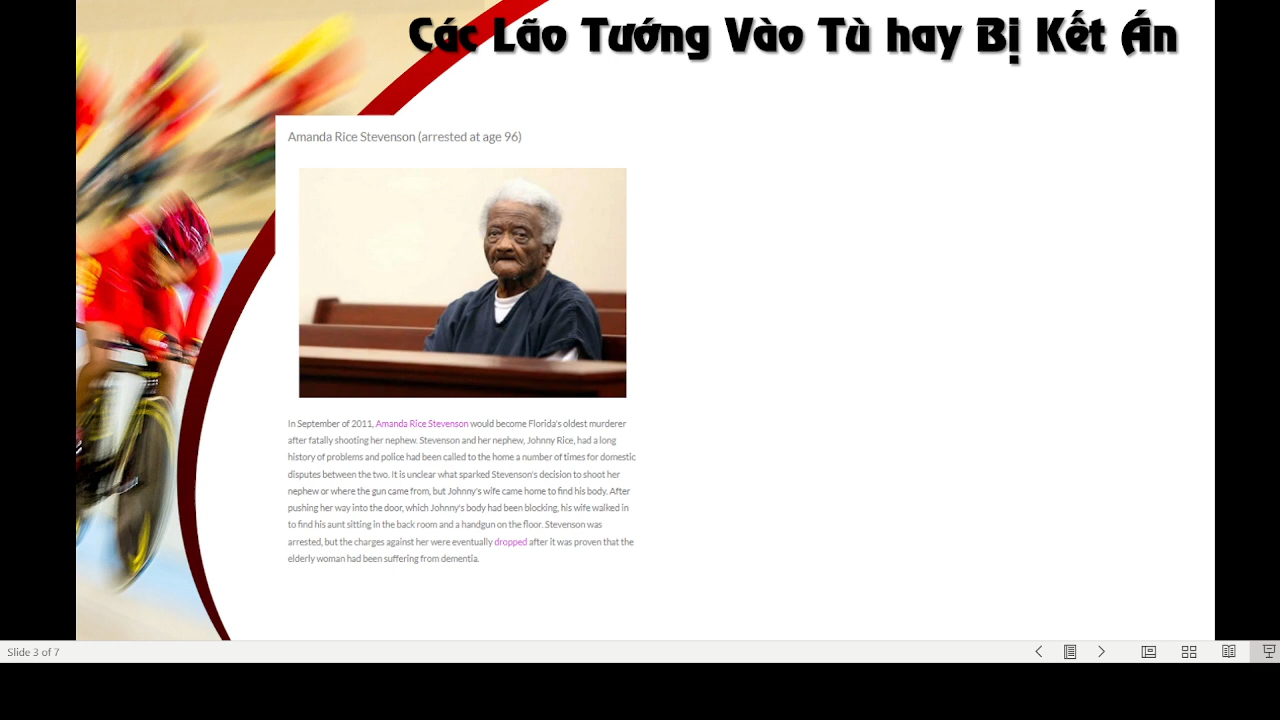 Các Lão Tướng Vào Tù hay Bị Kết Án
Amanda Rice Stevenson (arrested at age 96)
In September of 2011, Amanda Rice Stevenson would become Florida's oldest murderer
after fatally shooting her nephew. Stevenson and her nephew, Johnny Rice, had a long
history of problems and police had been called to the home a number of times for domestic
disputes between the two. It is unclear what sparked Stevenson's decision to shoot her
nephew or where the gun came from, but Johnny's wife came home to find his body. After
pushing her way into the door, which Johnny's body had been blocking, his wife walked in
to find his aunt sitting in the back room and a handgun on the floor. Stevenson was
arrested, but the charges against her were eventually dropped after it was proven that the
elderly woman had been suffering from dementia.
Slide 3 of 7